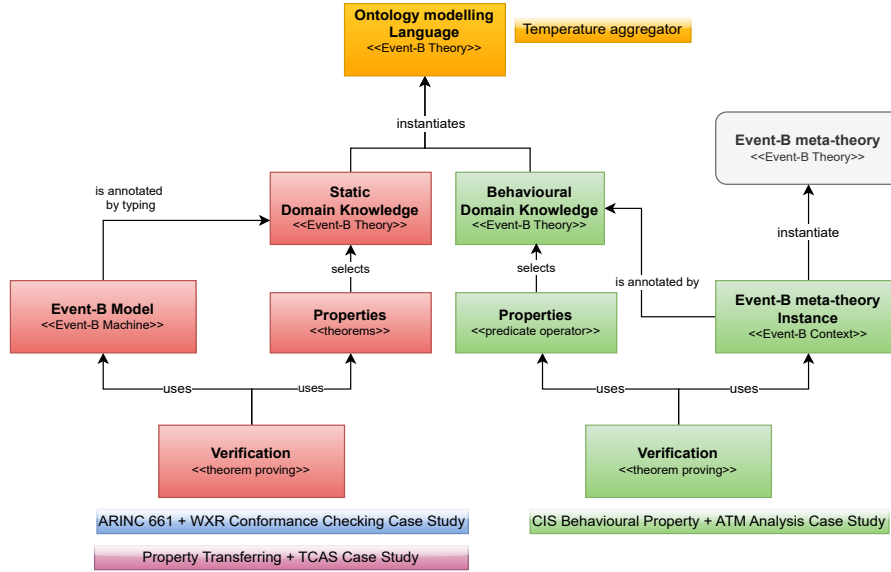 Ontology modelling
Language
<<Event-B Theory>>
Temperature aggregator
instantiates
Event-B meta-theory
<<Event-B Theory>>
is annotated
by typing
Static
Domain Knowledge
<<Event-B Theory>>
Behavioural
Domain Knowledge
<<Event-B Theory>>
instantiate
selects
selects
is annotated by
Event-B Model
<<Event-B Machine>>
Properties
<<theorems>>
Properties
<<predicate operator>>
Event-B meta-theory
Instance
<<Event-B Context>>
uses
uses
uses
uses
Verification
<<theorem proving>>
Verification
<<theorem proving>>
ARINC 661 + WXR Conformance Checking Case Study
CIS Behavioural Property + ATM Analysis Case Study
Property Transferring + TCAS Case Study